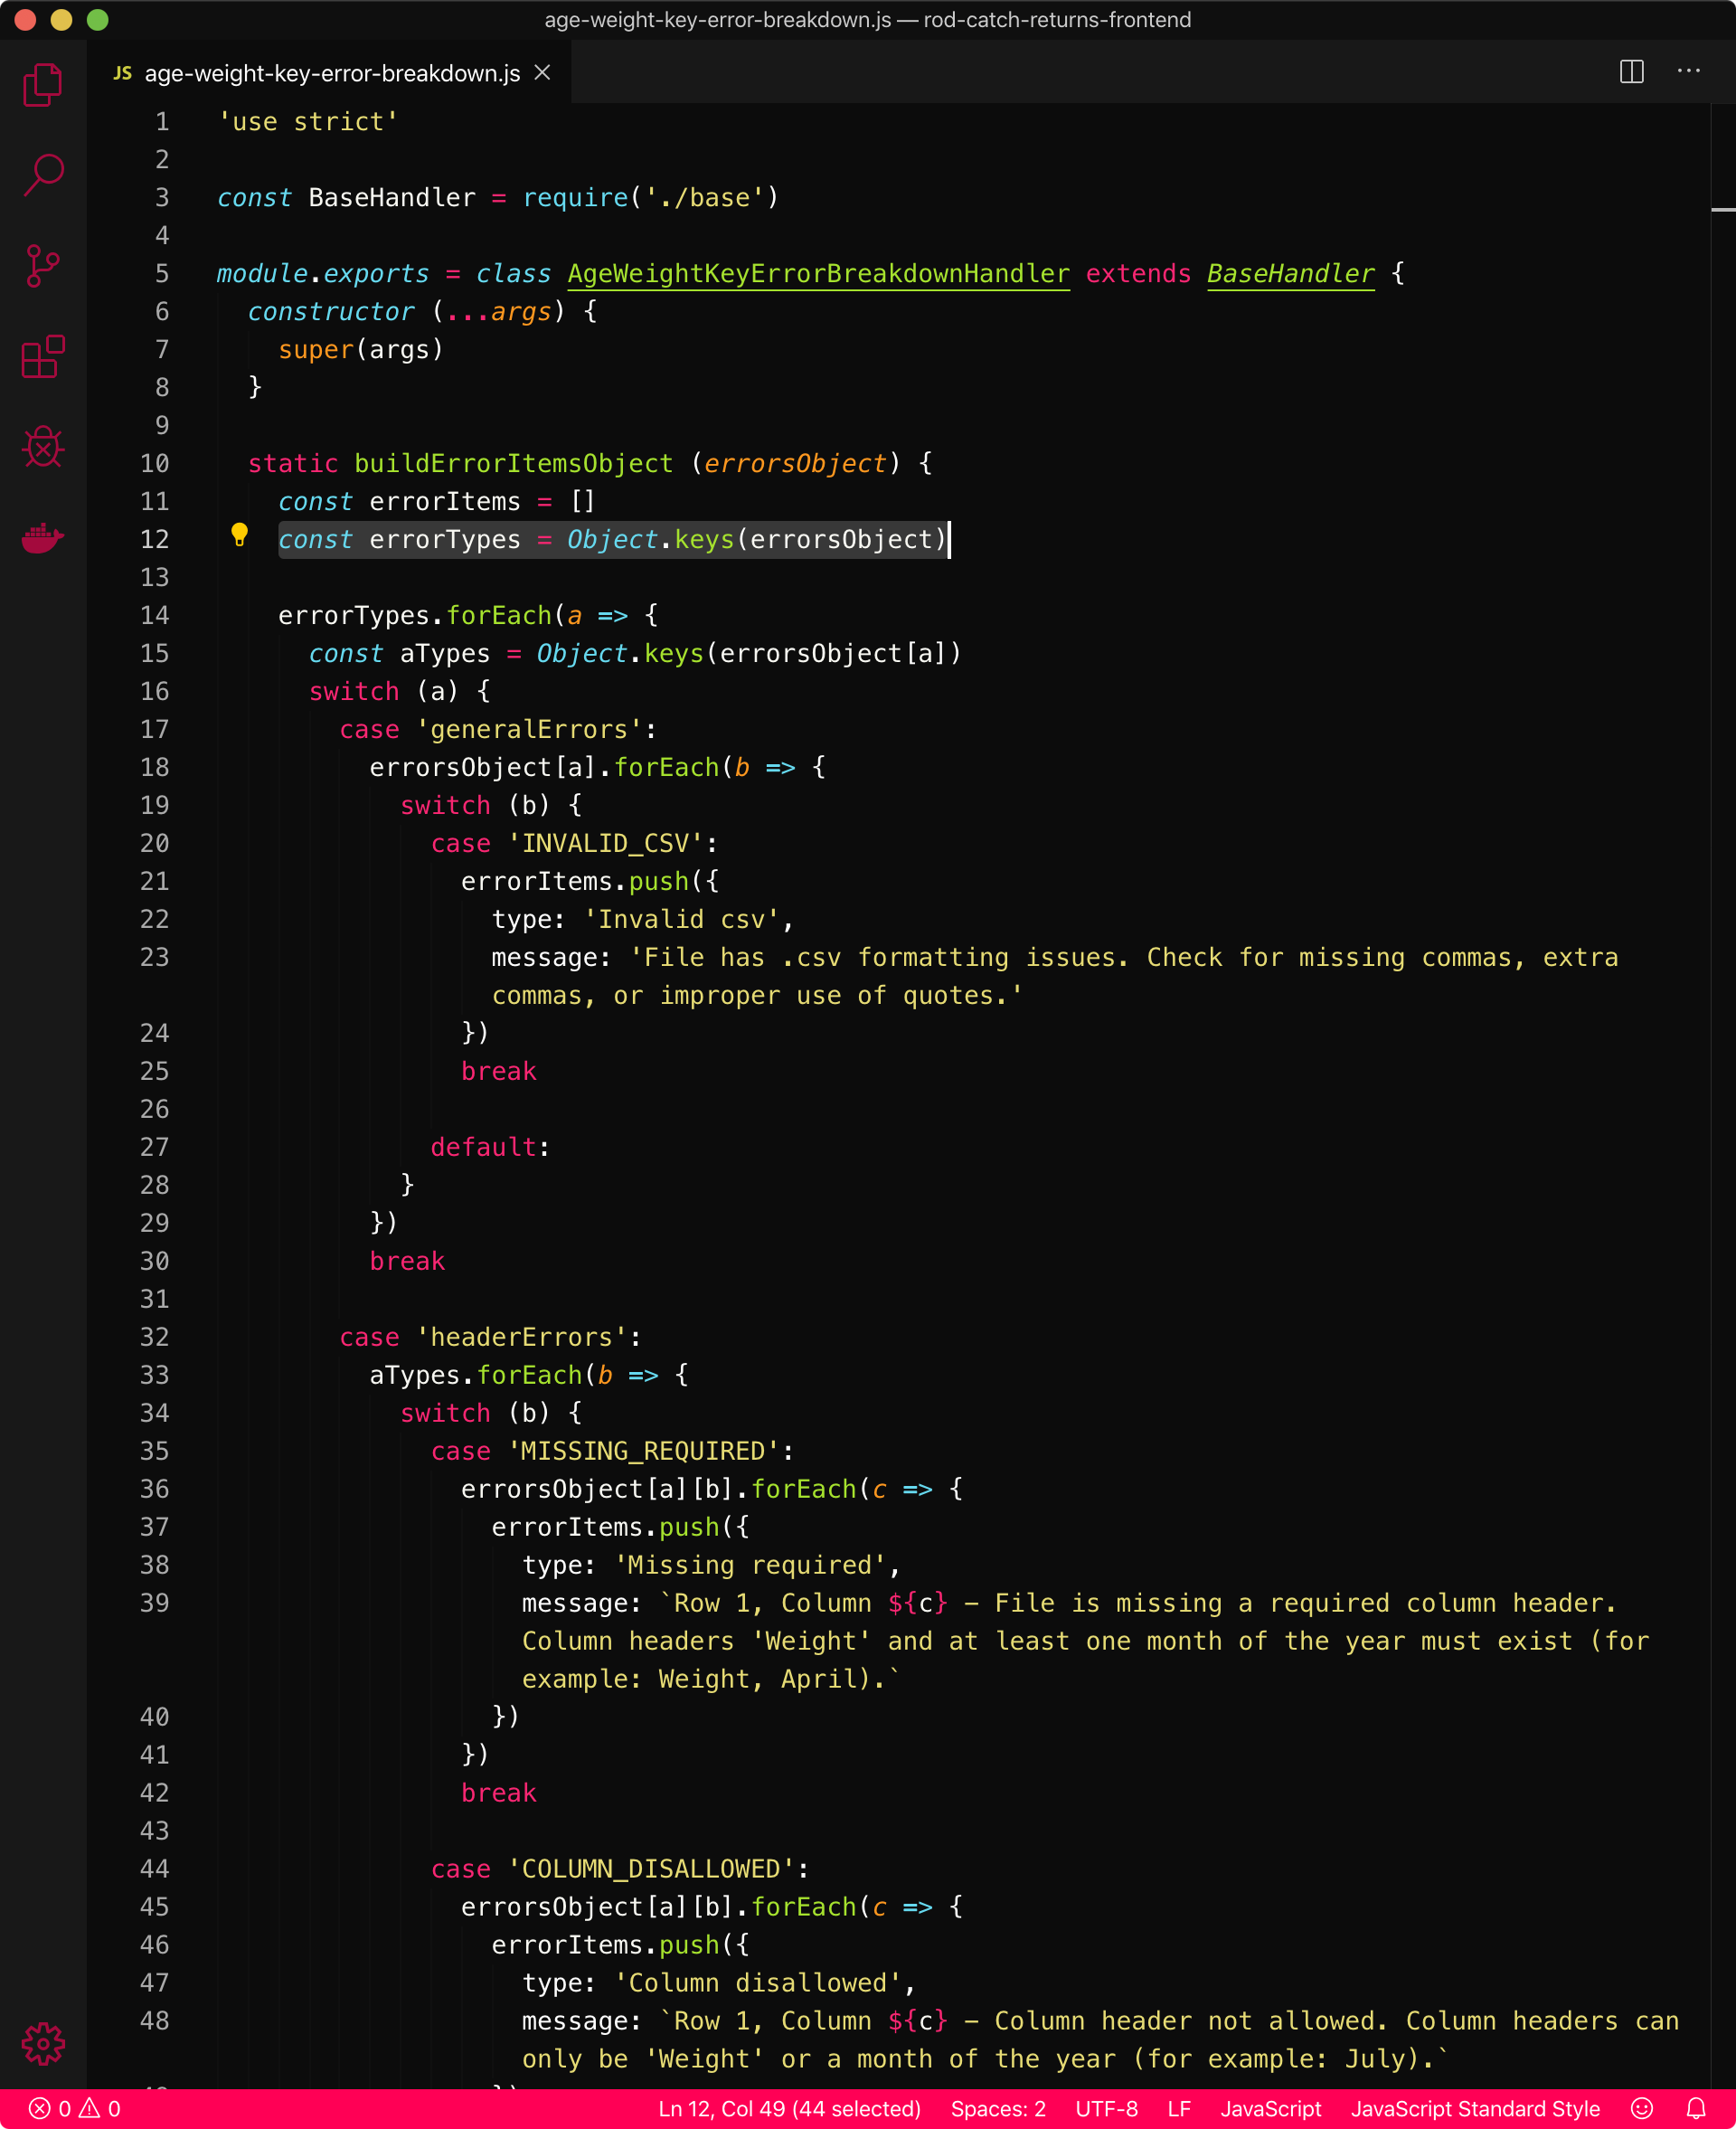 age-weight-key-error-breakdown.js — rod-catch-returns-frontend
JS age-weight-key-error-breakdown.js
1 'use strict'
2
3 const BaseHandler = require('./base')
4
5 module.exports = class AgeWeightKeyErrorBreakdownHandler extends BaseHandler {
6 constructor (...args) {
7 super(args)
8 }
9
10 static buildErrorItemsObject (errorsObject) {
11 const errorItems = []
12 const errorTypes = Object.keys(errorsObject)
13
14 errorTypes.forEach(a => {
15 const aTypes = Object.keys(errorsObject[a])
16 switch (a) {
17 case 'generalErrors':
18 errorsObject[a].forEach(b => {
19 switch (b) {
20 case 'INVALID_CSV':
21 errorItems.push({
22 type: 'Invalid csv',
23 message: 'File has .csv formatting issues. Check for missing commas, extra
commas, or improper use of quotes.'
24 })
25 break
26
27 default:
28 }
29 })
30 break
31
32 case 'headerErrors':
33 aTypes.forEach(b => {
34 switch (b) {
35 case 'MISSING_REQUIRED':
36 errorsObject[a][b].forEach(c => {
37 errorItems.push({
38 type: 'Missing required',
39 message: `Row 1, Column ${c} – File is missing a required column header.
Column headers 'Weight' and at least one month of the year must exist (for
example: Weight, April).`
40 })
41 })
42 break
43
44 case 'COLUMN_DISALLOWED':
45 errorsObject[a][b].forEach(c => {
46 errorItems.push({
47 type: 'Column disallowed',
48 message: `Row 1, Column ${c} – Column header not allowed. Column headers can
only be 'Weight' or a month of the year (for example: July).`
0 0 Ln 12, Col 49 (44 selected) Spaces: 2 UTF-8 LF JavaScript JavaScript Standard Style